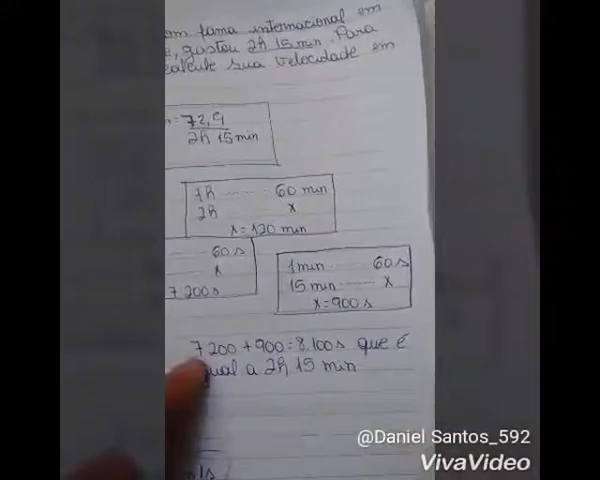 om fama internacional em
e, gastou 2h 15 min. Para
calcule sua velocidade em
= 72,9
2h 15 min
1h ........ 60 min
2h x
x = 120 min
60 s
x
7 200 s
1 min ........ 60 s
15 min ........ x
x = 900 s
7 200 + 900 = 8.100 s que é
gual a 2h, 15 min
/s
@Daniel Santos_592
VivaVideo